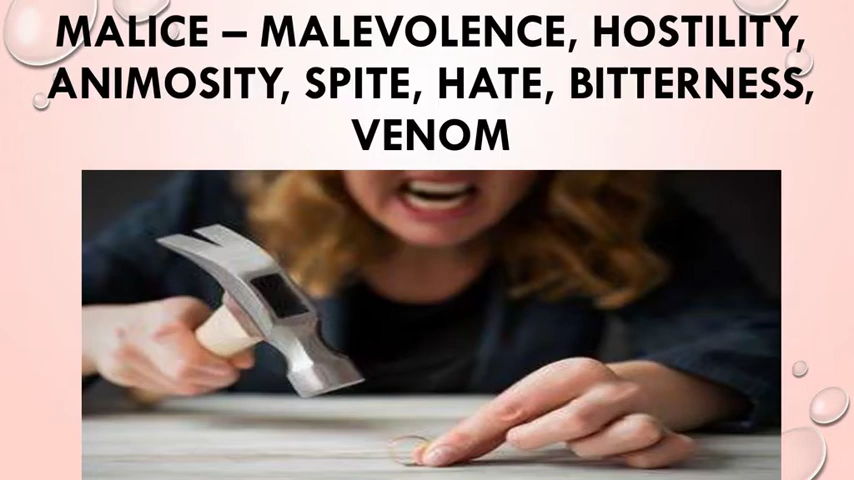 MALICE – MALEVOLENCE, HOSTILITY,
ANIMOSITY, SPITE, HATE, BITTERNESS,
VENOM